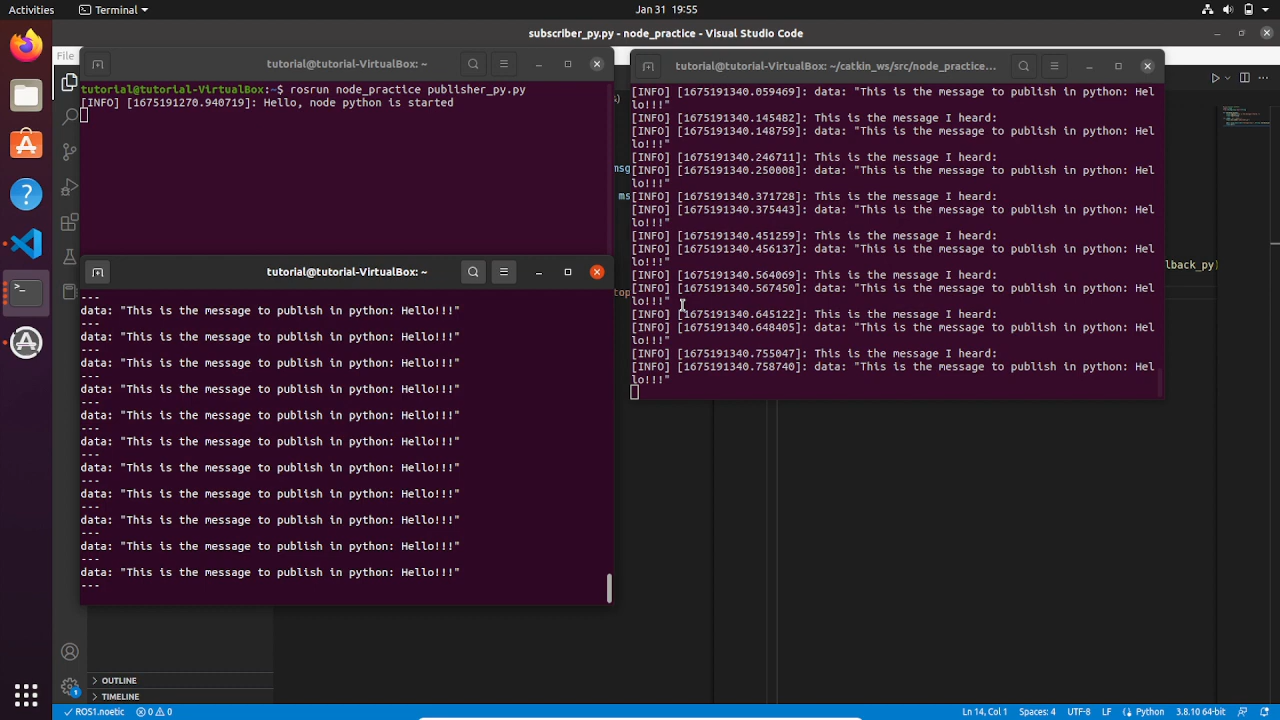 Activities
Terminal
Jan 31 19:55
subscriber_py.py - node_practice - Visual Studio Code
File
tutorial@tutorial-VirtualBox: ~
tutorial@tutorial-VirtualBox:~$ rosrun node_practice publisher_py.py
[INFO] [1675191270.940719]: Hello, node python is started
tutorial@tutorial-VirtualBox: ~
---
data: "This is the message to publish in python: Hello!!!"
---
data: "This is the message to publish in python: Hello!!!"
---
data: "This is the message to publish in python: Hello!!!"
---
data: "This is the message to publish in python: Hello!!!"
---
data: "This is the message to publish in python: Hello!!!"
---
data: "This is the message to publish in python: Hello!!!"
---
data: "This is the message to publish in python: Hello!!!"
---
data: "This is the message to publish in python: Hello!!!"
---
data: "This is the message to publish in python: Hello!!!"
---
data: "This is the message to publish in python: Hello!!!"
---
data: "This is the message to publish in python: Hello!!!"
---
tutorial@tutorial-VirtualBox: ~/catkin_ws/src/node_practice...
[INFO] [1675191340.059469]: data: "This is the message to publish in python: Hel
lo!!!"
[INFO] [1675191340.145482]: This is the message I heard:
[INFO] [1675191340.148759]: data: "This is the message to publish in python: Hel
lo!!!"
[INFO] [1675191340.246711]: This is the message I heard:
[INFO] [1675191340.250008]: data: "This is the message to publish in python: Hel
lo!!!"
[INFO] [1675191340.371728]: This is the message I heard:
[INFO] [1675191340.375443]: data: "This is the message to publish in python: Hel
lo!!!"
[INFO] [1675191340.451259]: This is the message I heard:
[INFO] [1675191340.456137]: data: "This is the message to publish in python: Hel
lo!!!"
[INFO] [1675191340.564069]: This is the message I heard:
[INFO] [1675191340.567450]: data: "This is the message to publish in python: Hel
lo!!!"
[INFO] [1675191340.645122]: This is the message I heard:
[INFO] [1675191340.648405]: data: "This is the message to publish in python: Hel
lo!!!"
[INFO] [1675191340.755047]: This is the message I heard:
[INFO] [1675191340.758740]: data: "This is the message to publish in python: Hel
lo!!!"
msg
ms
top
lback_py)
OUTLINE
TIMELINE
1
ROS1.noetic
0
0
Ln 14, Col 1
Spaces: 4
UTF-8
LF
Python
3.8.10 64-bit